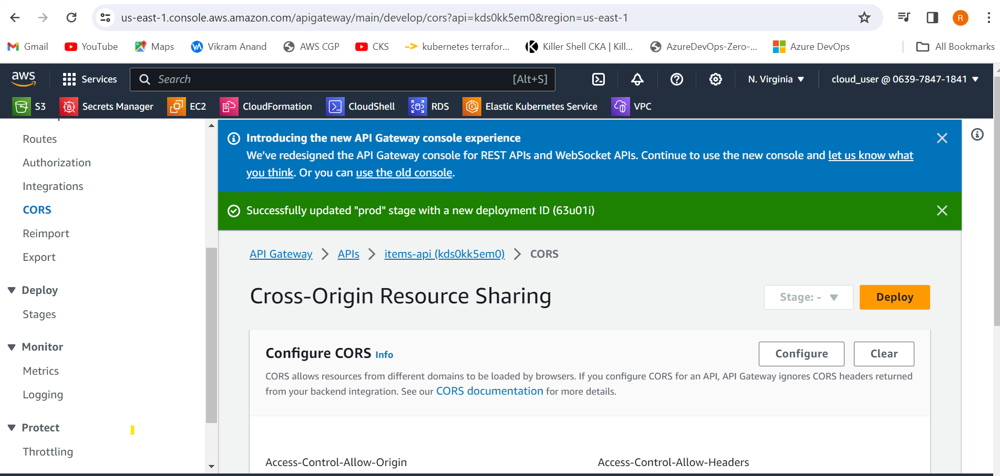 us-east-1.console.aws.amazon.com/apigateway/main/develop/cors?api=kds0kk5em0&region=us-east-1
R
Gmail
YouTube
Maps
Vikram Anand
AWS CGP
CKS
kubernetes terrafor...
Killer Shell CKA | Kill...
AzureDevOps-Zero-...
Azure DevOps
All Bookmarks
aws
Services
Search
[Alt+S]
N. Virginia
cloud_user @ 0639-7847-1841
S3
Secrets Manager
EC2
CloudFormation
CloudShell
RDS
Elastic Kubernetes Service
VPC
Routes
Authorization
Integrations
CORS
Reimport
Export
Deploy
Stages
Monitor
Metrics
Logging
Protect
Throttling
Introducing the new API Gateway console experience
We've redesigned the API Gateway console for REST APIs and WebSocket APIs. Continue to use the new console and let us know what
you think. Or you can use the old console.
Successfully updated "prod" stage with a new deployment ID (63u01i)
API Gateway
APIs
items-api (kds0kk5em0)
CORS
Cross-Origin Resource Sharing
Stage: -
Deploy
Configure CORS Info
Configure
Clear
CORS allows resources from different domains to be loaded by browsers. If you configure CORS for an API, API Gateway ignores CORS headers returned
from your backend integration. See our CORS documentation for more details.
Access-Control-Allow-Origin
Access-Control-Allow-Headers